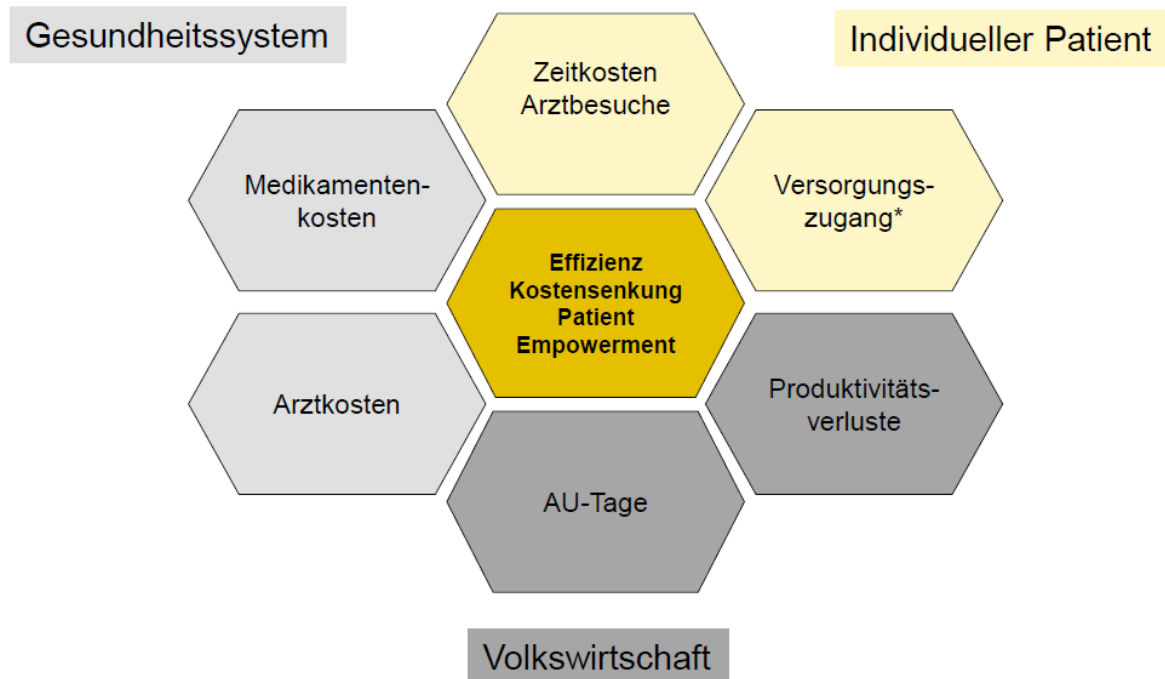 Gesundheitssystem
Individueller Patient
Zeitkosten
Arztbesuche
Medikamenten-
kosten
Versorgungs-
zugang*
Effizienz
Kostensenkung
Patient
Empowerment
Arztkosten
Produktivitäts-
verluste
AU-Tage
Volkswirtschaft